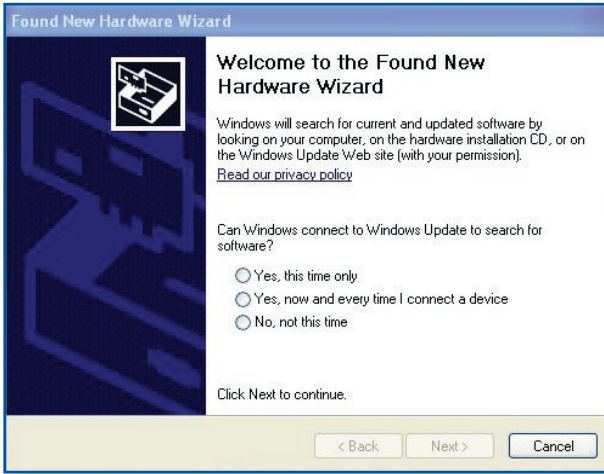 Found New Hardware Wizard
Welcome to the Found New
Hardware Wizard
Windows will search for current and updated software by
looking on your computer, on the hardware installation CD, or on
the Windows Update Web site (with your permission).
Read our privacy policy
Can Windows connect to Windows Update to search for
software?
Yes, this time only
Yes, now and every time I connect a device
No, not this time
Click Next to continue.
< Back Next > Cancel